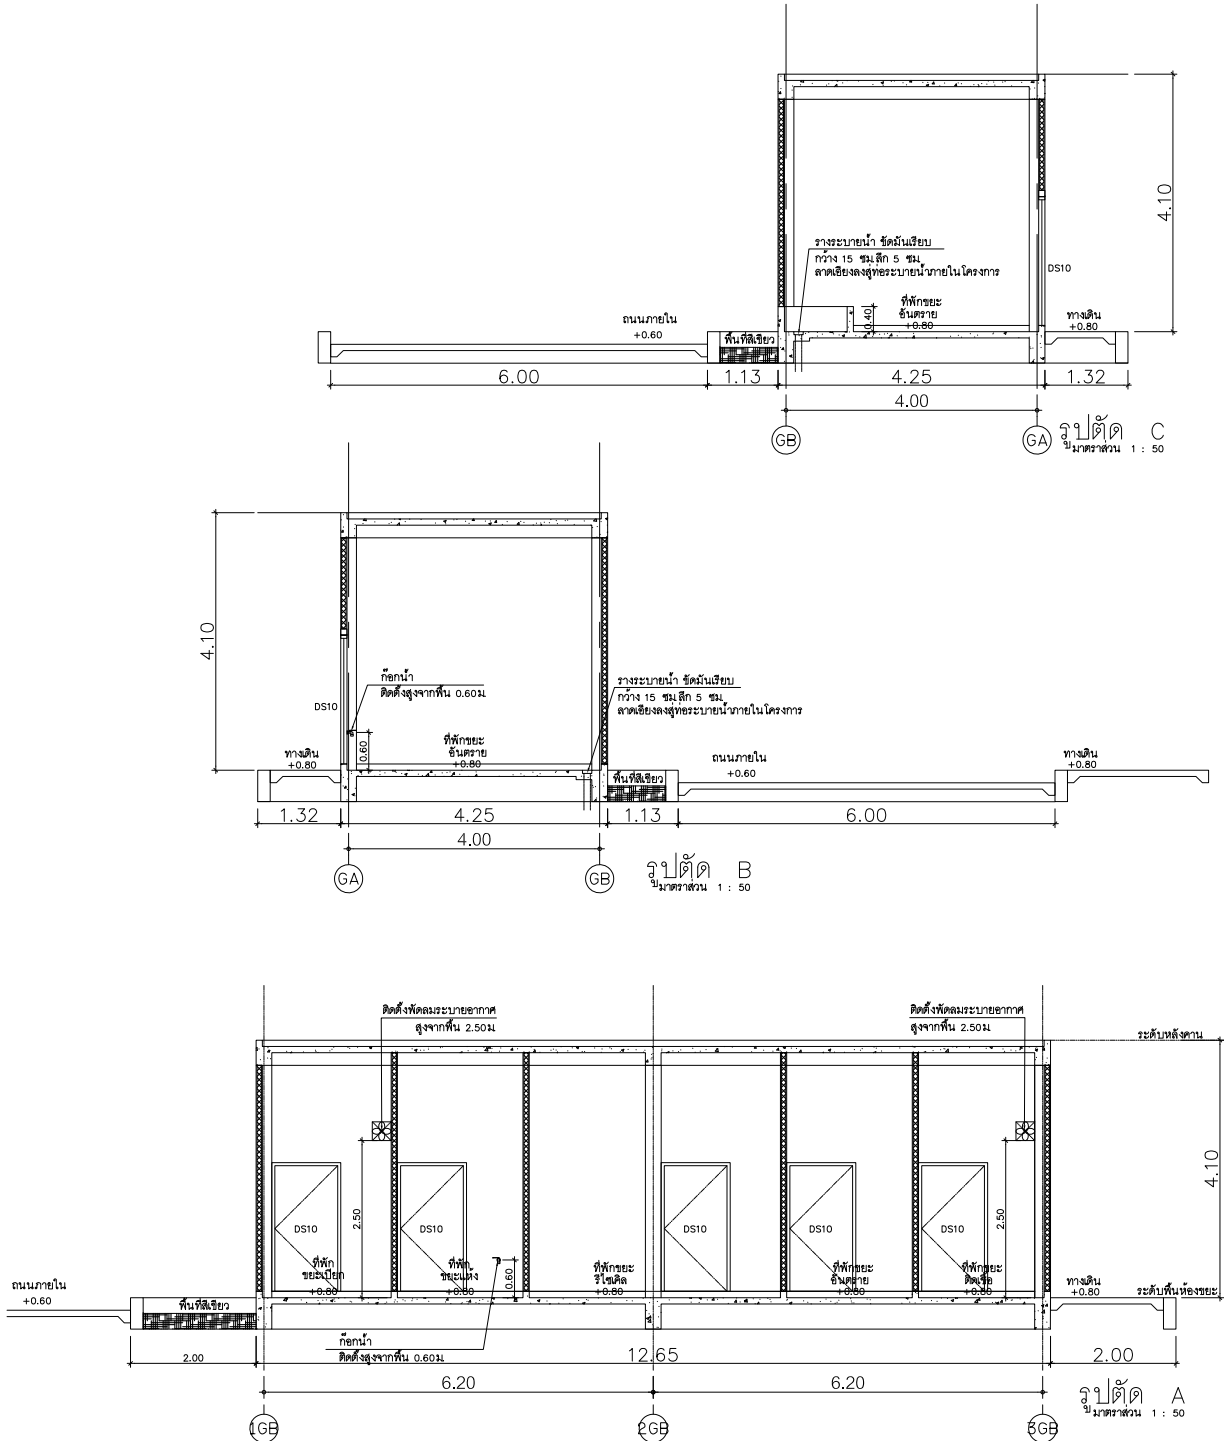 4.10
รางระบายน้ำ ขัดมันเรียบ
กว้าง 15 ซม.ลึก 5 ซม.
ลาดเอียงลงสู่ท่อระบายน้ำภายในโครงการ
DS10
ที่พักขยะ
อันตราย
+0.80
0.40
ถนนภายใน
+0.60
พื้นที่สีเขียว
ทางเดิน
+0.80
6.00
1.13
4.25
1.32
4.00
GB
GA
รูปตัด C
มาตราส่วน 1 : 50
4.10
ก๊อกน้ำ
ติดตั้งสูงจากพื้น 0.60ม.
รางระบายน้ำ ขัดมันเรียบ
กว้าง 15 ซม.ลึก 5 ซม.
ลาดเอียงลงสู่ท่อระบายน้ำภายในโครงการ
DS10
0.60
ที่พักขยะ
อันตราย
+0.80
ทางเดิน
+0.80
พื้นที่สีเขียว
ถนนภายใน
+0.60
ทางเดิน
+0.80
1.32
4.25
1.13
6.00
4.00
GA
GB
รูปตัด B
มาตราส่วน 1 : 50
ติดตั้งพัดลมระบายอากาศ
สูงจากพื้น 2.50ม.
ติดตั้งพัดลมระบายอากาศ
สูงจากพื้น 2.50ม.
ระดับหลังคาน
4.10
2.50
2.50
DS10
DS10
DS10
DS10
DS10
ที่พัก
ขยะเปียก
+0.80
ที่พัก
ขยะแห้ง
+0.80
0.60
ที่พักขยะ
รีไซเคิล
+0.80
ที่พักขยะ
อันตราย
+0.80
ที่พักขยะ
ติดเชื้อ
+0.80
ถนนภายใน
+0.60
พื้นที่สีเขียว
ทางเดิน
+0.80
ระดับพื้นห้องขยะ
ก๊อกน้ำ
ติดตั้งสูงจากพื้น 0.60ม.
2.00
12.65
2.00
6.20
6.20
1GB
2GB
3GB
รูปตัด A
มาตราส่วน 1 : 50